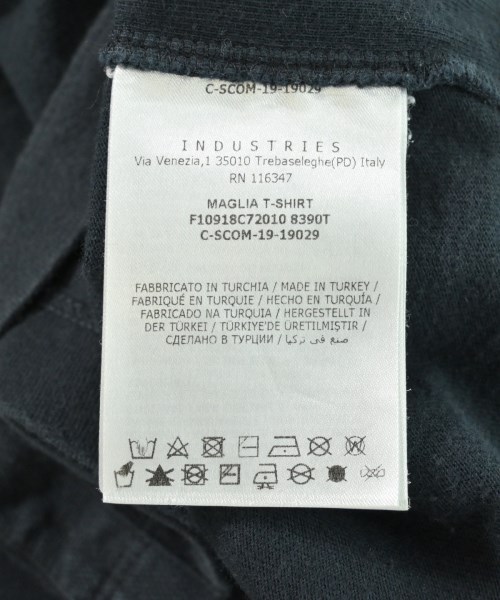 C-SCOM-19-19029
INDUSTRIES
Via Venezia,1 35010 Trebaseleghe(PD) Italy
RN 116347
MAGLIA T-SHIRT
F10918C72010 8390T
C-SCOM-19-19029
FABBRICATO IN TURCHIA / MADE IN TURKEY /
FABRIQUÉ EN TURQUIE / HECHO EN TURQUÍA /
FABRICADO NA TURQUIA / HERGESTELLT IN
DER TÜRKEI / TÜRKIYE'DE ÜRETILMIŞTIR /
СДЕЛАНО В ТУРЦИИ / صنع في تركيا